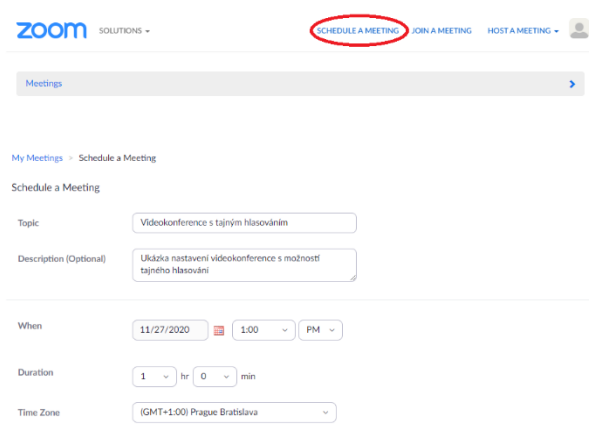 zoom SOLUTIONS SCHEDULE A MEETING JOIN A MEETING HOST A MEETING
Meetings
My Meetings > Schedule a Meeting
Schedule a Meeting
Topic Videokonference s tajným hlasováním
Description (Optional) Ukázka nastavení videokonference s možností
tajného hlasování
When 11/27/2020 1:00 PM
Duration 1 hr 0 min
Time Zone (GMT+1:00) Prague Bratislava